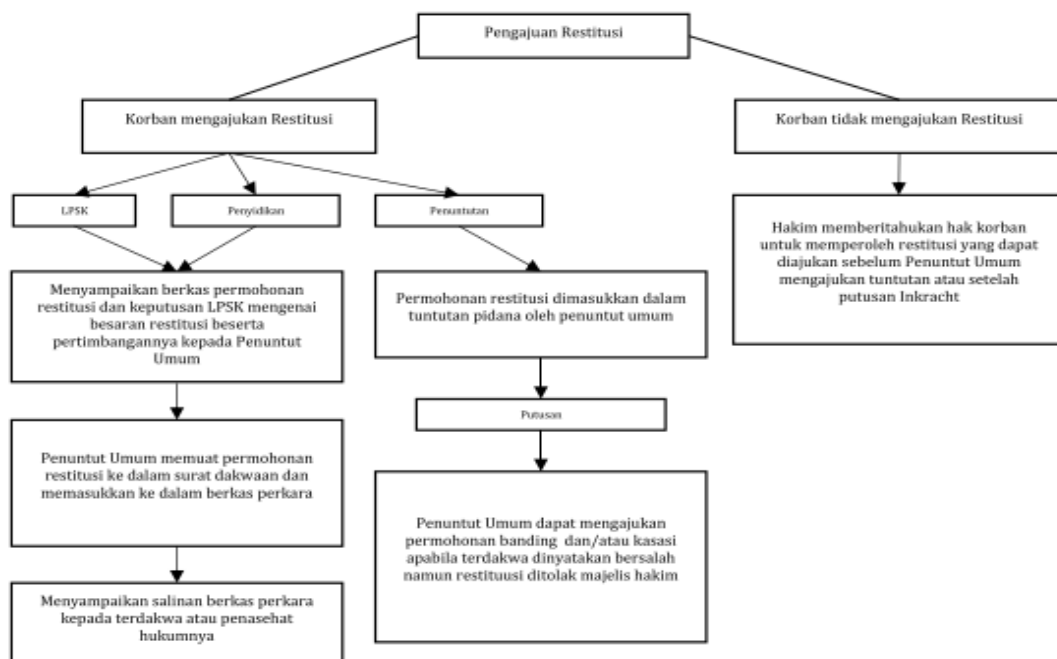 Pengajuan Restitusi
Korban mengajukan Restitusi
Korban tidak mengajukan Restitusi
LPSK
Penyidikan
Penuntutan
Hakim memberitahukan hak korban
untuk memperoleh restitusi yang dapat
diajukan sebelum Penuntut Umum
mengajukan tuntutan atau setelah
putusan Inkracht
Menyampaikan berkas permohonan
restitusi dan keputusan LPSK mengenai
besaran restitusi beserta
pertimbangannya kepada Penuntut
Umum
Permohonan restitusi dimasukkan dalam
tuntutan pidana oleh penuntut umum
Putusan
Penuntut Umum memuat permohonan
restitusi ke dalam surat dakwaan dan
memasukkan ke dalam berkas perkara
Penuntut Umum dapat mengajukan
permohonan banding dan/atau kasasi
apabila terdakwa dinyatakan bersalah
namun restituusi ditolak majelis hakim
Menyampaikan salinan berkas perkara
kepada terdakwa atau penasehat
hukumnya